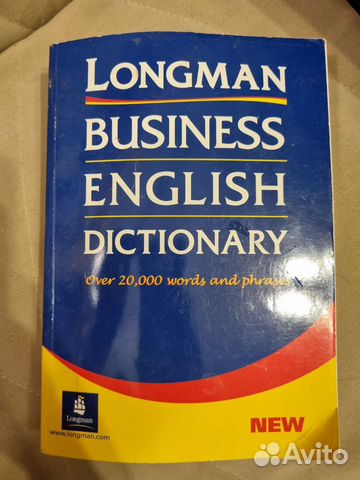 LONGMAN
BUSINESS
ENGLISH
DICTIONARY
Over 20,000 words and phrases
Longman
www.longman.com
NEW
Avito